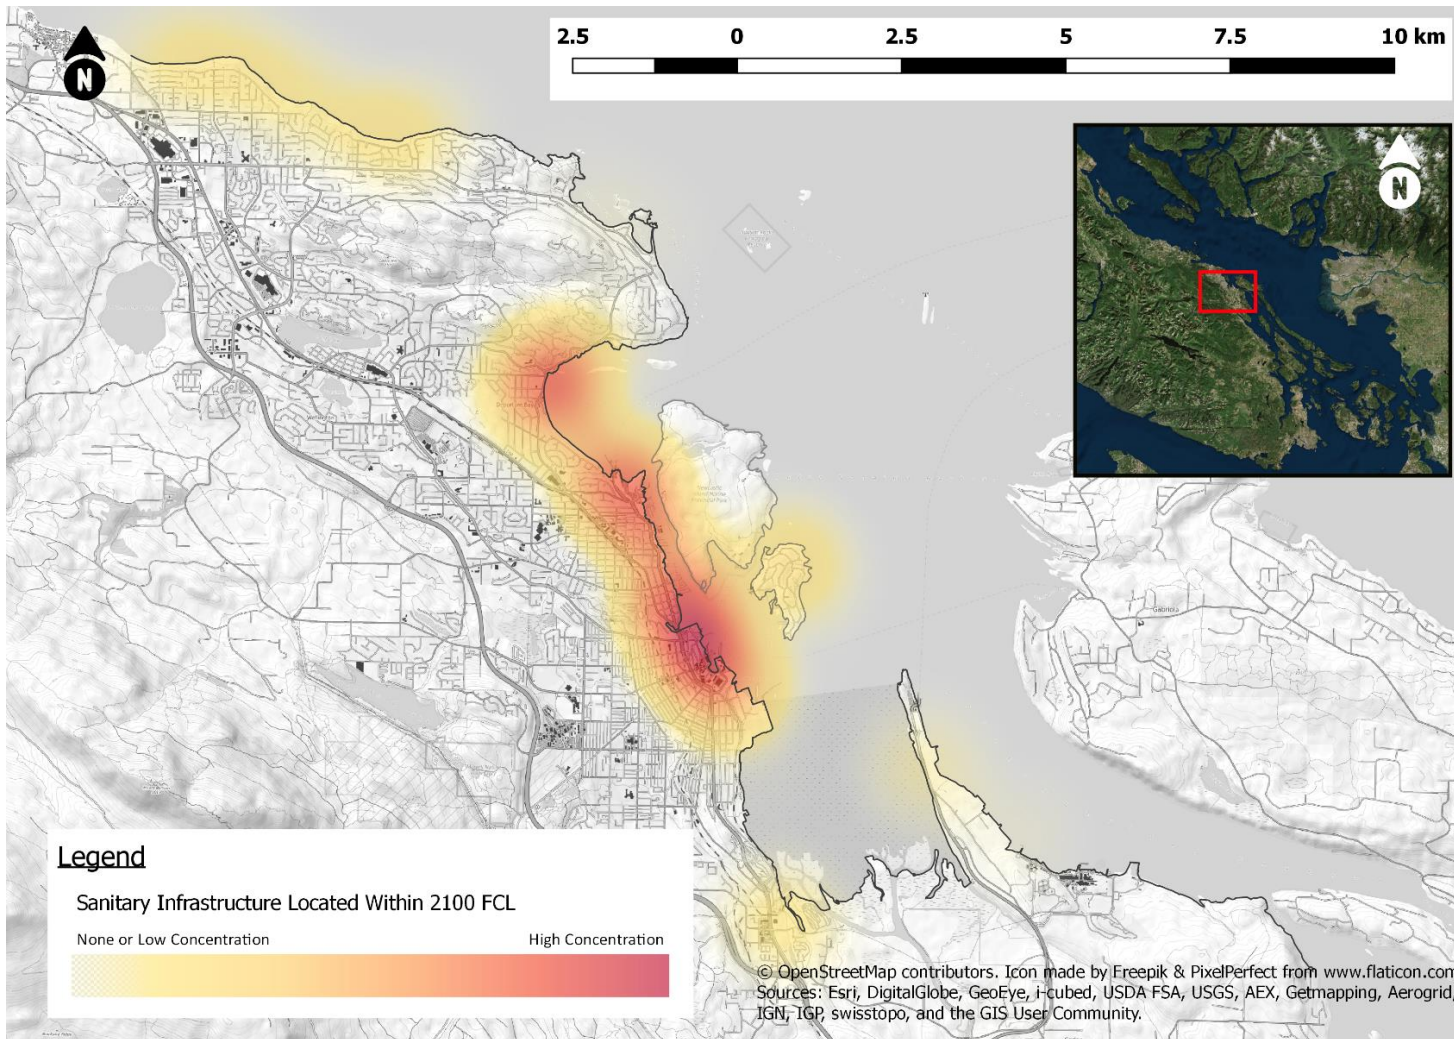 2.5 0 2.5 5 7.5 10 km
N
N
Gabriola
Legend
Sanitary Infrastructure Located Within 2100 FCL
None or Low Concentration High Concentration
© OpenStreetMap contributors. Icon made by Freepik & PixelPerfect from www.flaticon.com
Sources: Esri, DigitalGlobe, GeoEye, i-cubed, USDA FSA, USGS, AEX, Getmapping, Aerogrid,
IGN, IGP, swisstopo, and the GIS User Community.